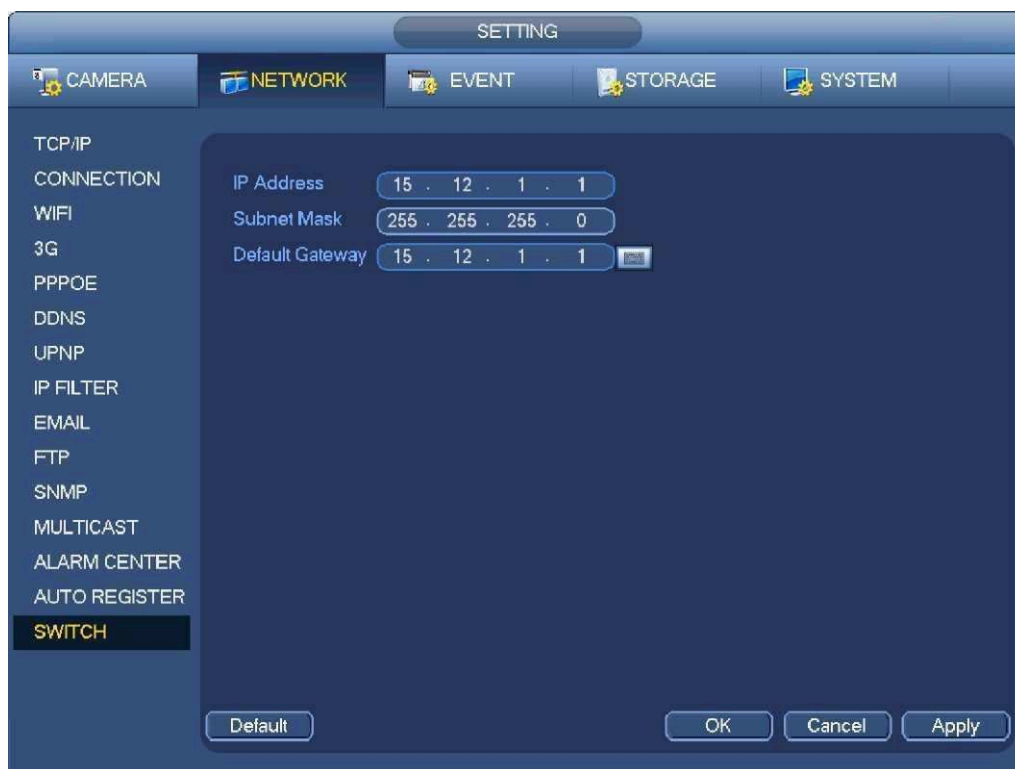 SETTING
CAMERA NETWORK EVENT STORAGE SYSTEM
TCP/IP
CONNECTION
WIFI
3G
PPPOE
DDNS
UPNP
IP FILTER
EMAIL
FTP
SNMP
MULTICAST
ALARM CENTER
AUTO REGISTER
SWITCH
IP Address 15 . 12 . 1 . 1
Subnet Mask 255 . 255 . 255 . 0
Default Gateway 15 . 12 . 1 . 1
Default OK Cancel Apply